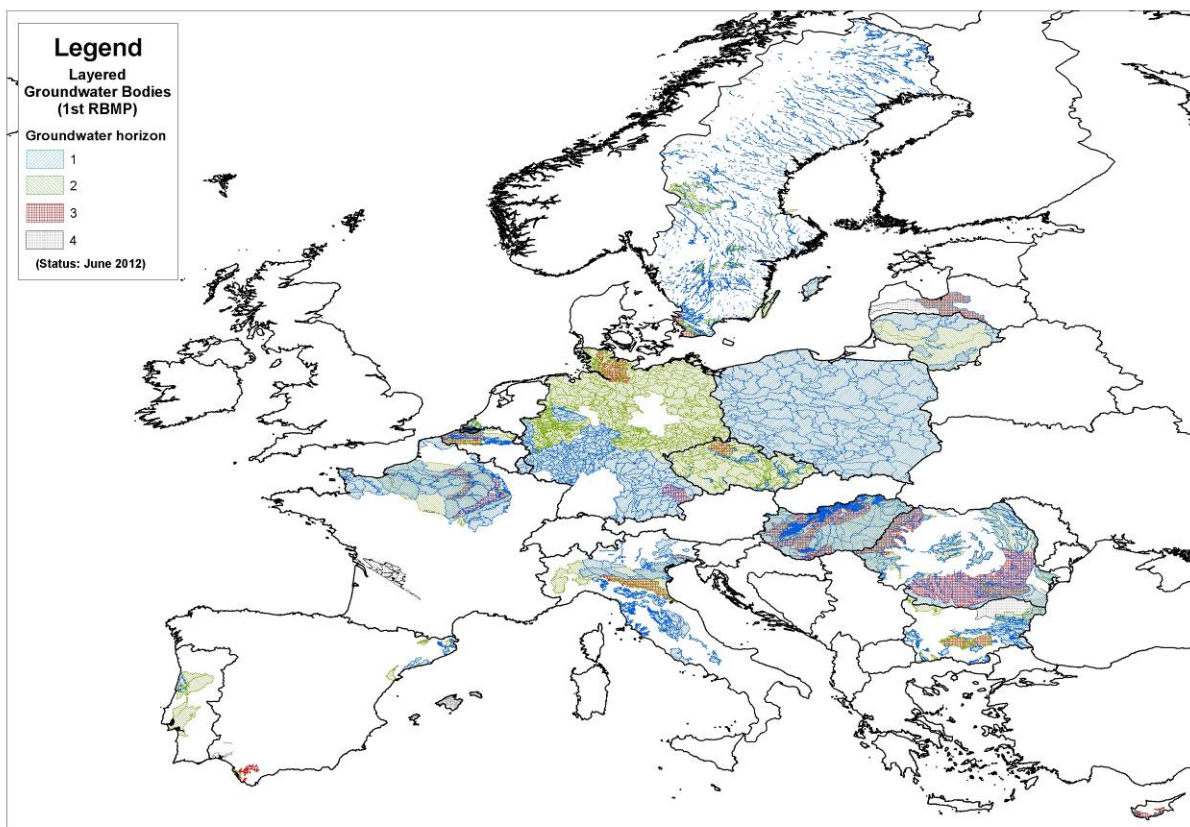 Legend
Layered
Groundwater Bodies
(1st RBMP)
Groundwater horizon
1
2
3
4
(Status: June 2012)